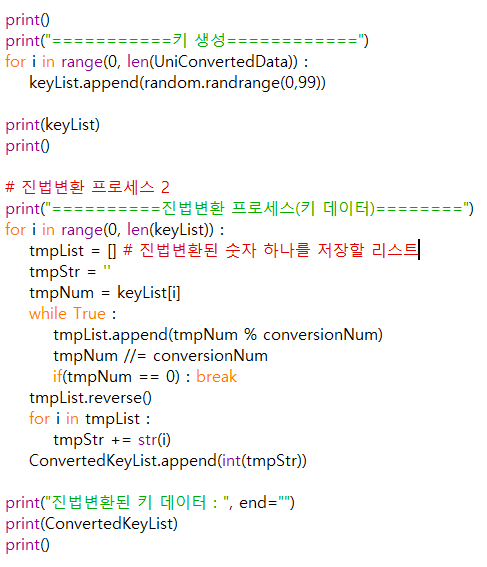 print()
print("===========키 생성============")
for i in range(0, len(UniConvertedData)) :
    keyList.append(random.randrange(0,99))

print(keyList)
print()

# 진법변환 프로세스 2
print("==========진법변환 프로세스(키 데이터)========")
for i in range(0, len(keyList)) :
    tmpList = [] # 진법변환된 숫자 하나를 저장할 리스트
    tmpStr = ''
    tmpNum = keyList[i]
    while True :
        tmpList.append(tmpNum % conversionNum)
        tmpNum //= conversionNum
        if(tmpNum == 0) : break
    tmpList.reverse()
    for i in tmpList :
        tmpStr += str(i)
    ConvertedKeyList.append(int(tmpStr))

print("진법변환된 키 데이터 : ", end="")
print(ConvertedKeyList)
print()